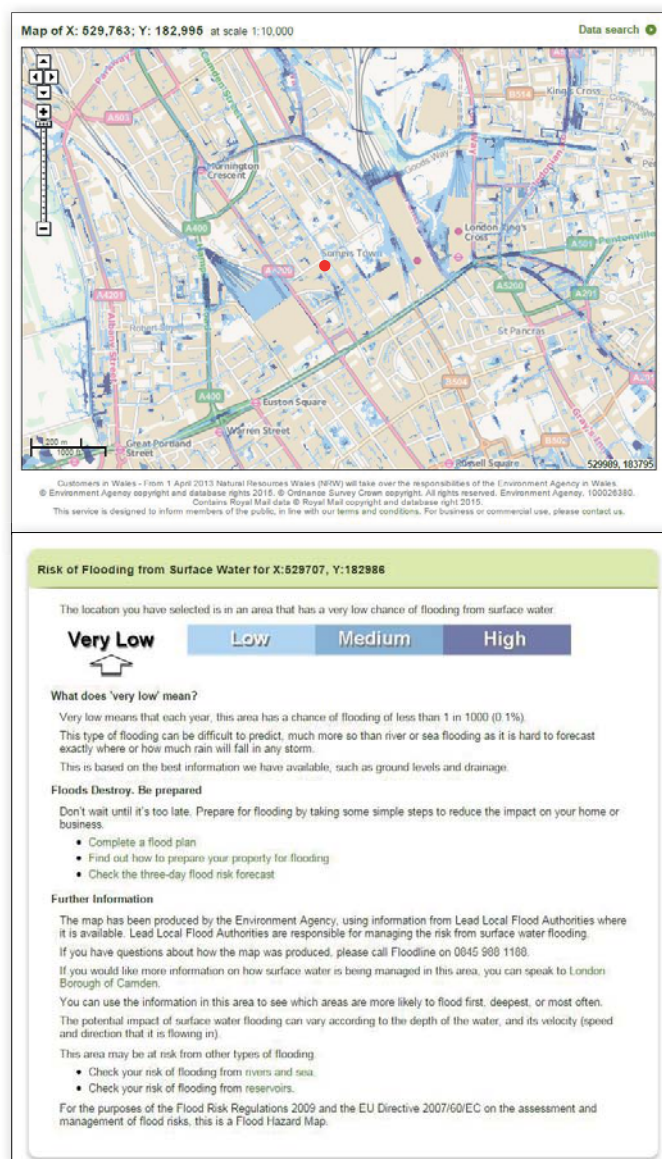 Map of X: 529,763; Y: 182,995 at scale 1:10,000
Data search
Parkway
Camden Street
A503
B514
King's Cross
Mornington
Crescent
Goods Way
A400
London King's
Cross
Somers Town
A4200
A501
Pentonville
A4201
Albany Street
A5200
A201
St Pancras
B504
A400
Euston Square
Warren Street
Gray's In
B502
A201
200 m
1000 ft
Great Portland
Street
Russell Square
529989, 183795
Customers in Wales - From 1 April 2013 Natural Resources Wales (NRW) will take over the responsibilities of the Environment Agency in Wales.
© Environment Agency copyright and database rights 2015. © Ordnance Survey Crown copyright. All rights reserved. Environment Agency, 100026380.
Contains Royal Mail data © Royal Mail copyright and database right 2015.
This service is designed to inform members of the public, in line with our terms and conditions. For business or commercial use, please contact us.
Risk of Flooding from Surface Water for X:529707, Y:182986
The location you have selected is in an area that has a very low chance of flooding from surface water.
Very Low Low Medium High
What does 'very low' mean?
Very low means that each year, this area has a chance of flooding of less than 1 in 1000 (0.1%).
This type of flooding can be difficult to predict, much more so than river or sea flooding as it is hard to forecast
exactly where or how much rain will fall in any storm.
This is based on the best information we have available, such as ground levels and drainage.
Floods Destroy. Be prepared
Don't wait until it's too late. Prepare for flooding by taking some simple steps to reduce the impact on your home or
business.
• Complete a flood plan
• Find out how to prepare your property for flooding
• Check the three-day flood risk forecast
Further Information
The map has been produced by the Environment Agency, using information from Lead Local Flood Authorities where
it is available. Lead Local Flood Authorities are responsible for managing the risk from surface water flooding.
If you have questions about how the map was produced, please call Floodline on 0845 988 1188.
If you would like more information on how surface water is being managed in this area, you can speak to London
Borough of Camden.
You can use the information in this area to see which areas are more likely to flood first, deepest, or most often.
The potential impact of surface water flooding can vary according to the depth of the water, and its velocity (speed
and direction that it is flowing in).
This area may be at risk from other types of flooding.
• Check your risk of flooding from rivers and sea.
• Check your risk of flooding from reservoirs.
For the purposes of the Flood Risk Regulations 2009 and the EU Directive 2007/60/EC on the assessment and
management of flood risks, this is a Flood Hazard Map.